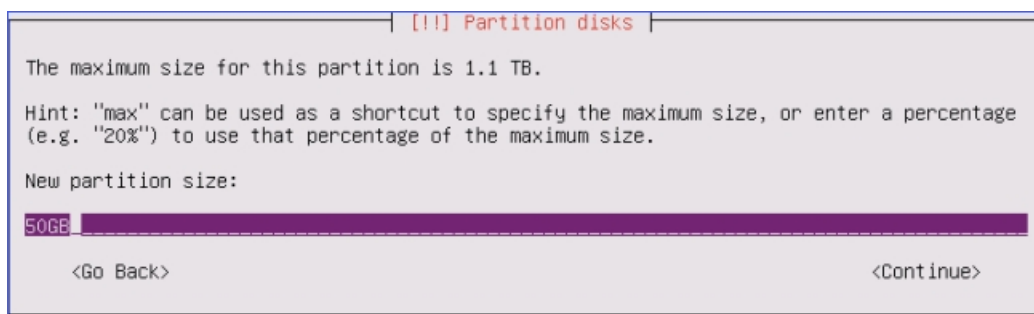 [!!] Partition disks
The maximum size for this partition is 1.1 TB.
Hint: "max" can be used as a shortcut to specify the maximum size, or enter a percentage
(e.g. "20%") to use that percentage of the maximum size.
New partition size:
50GB
<Go Back> <Continue>